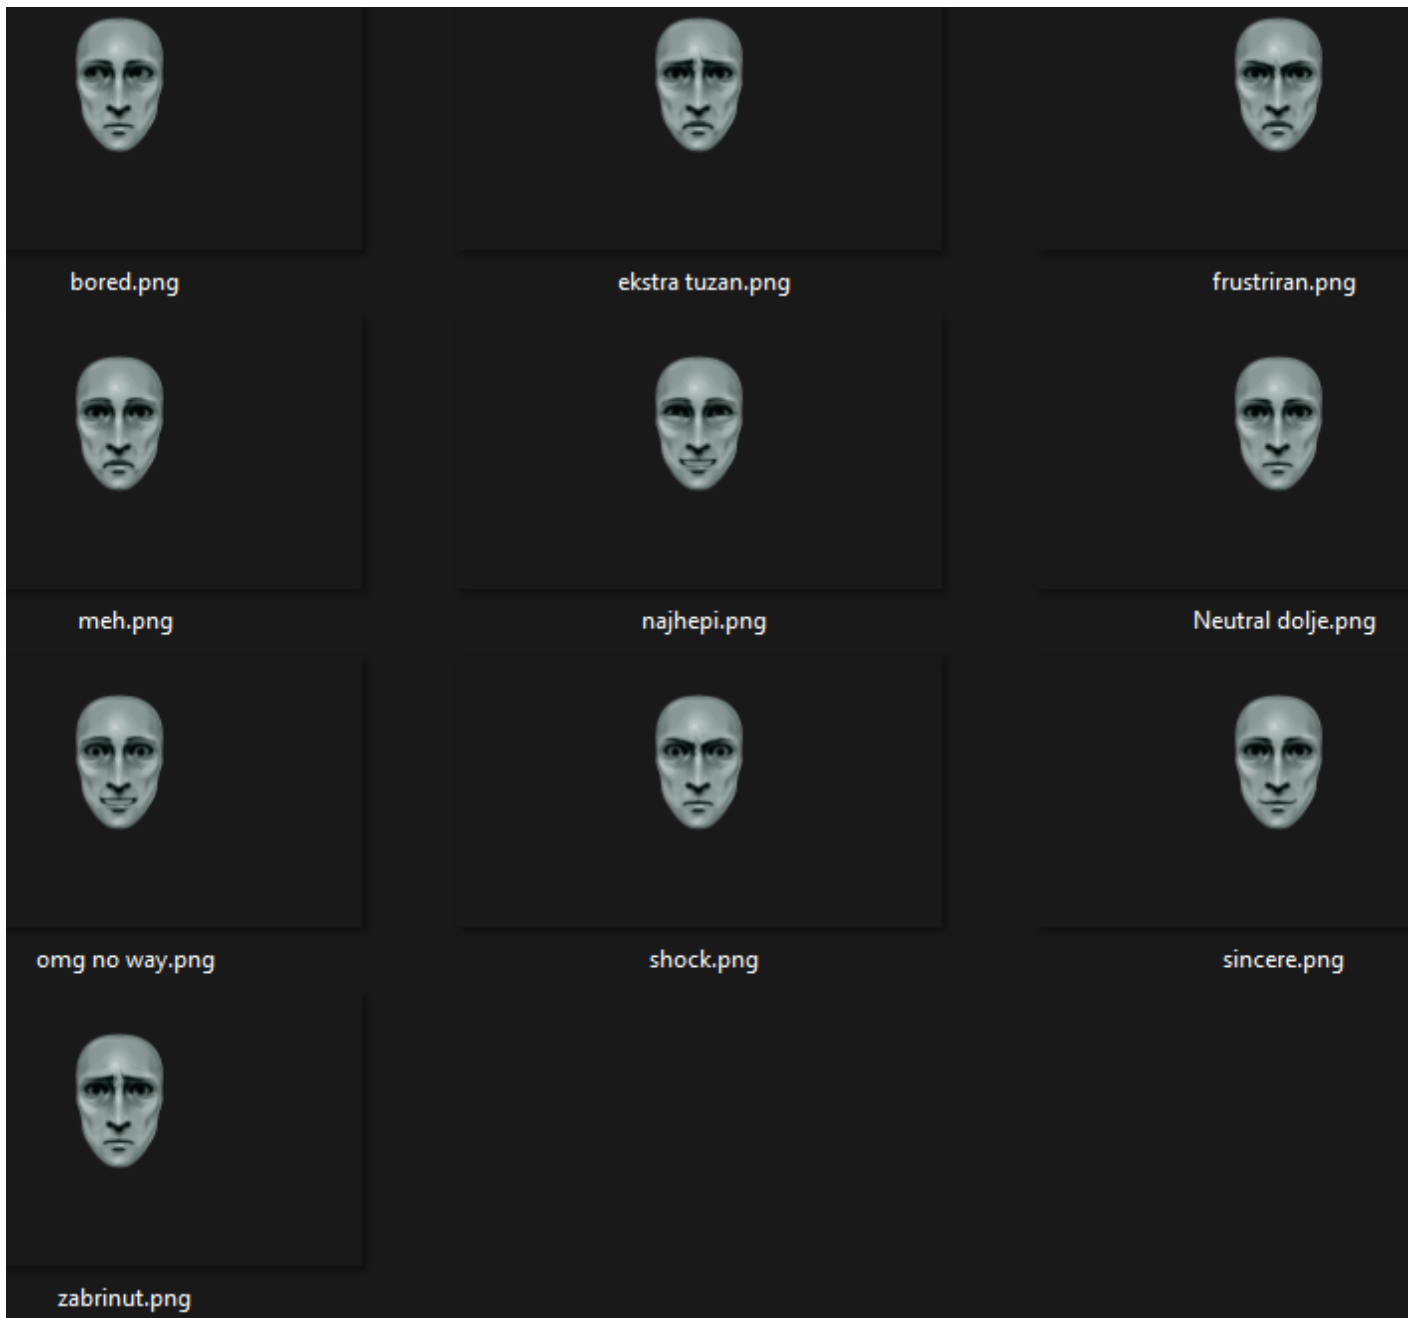 bored.png
ekstra tuzan.png
frustriran.png
meh.png
najhepi.png
Neutral dolje.png
omg no way.png
shock.png
sincere.png
zabrinut.png